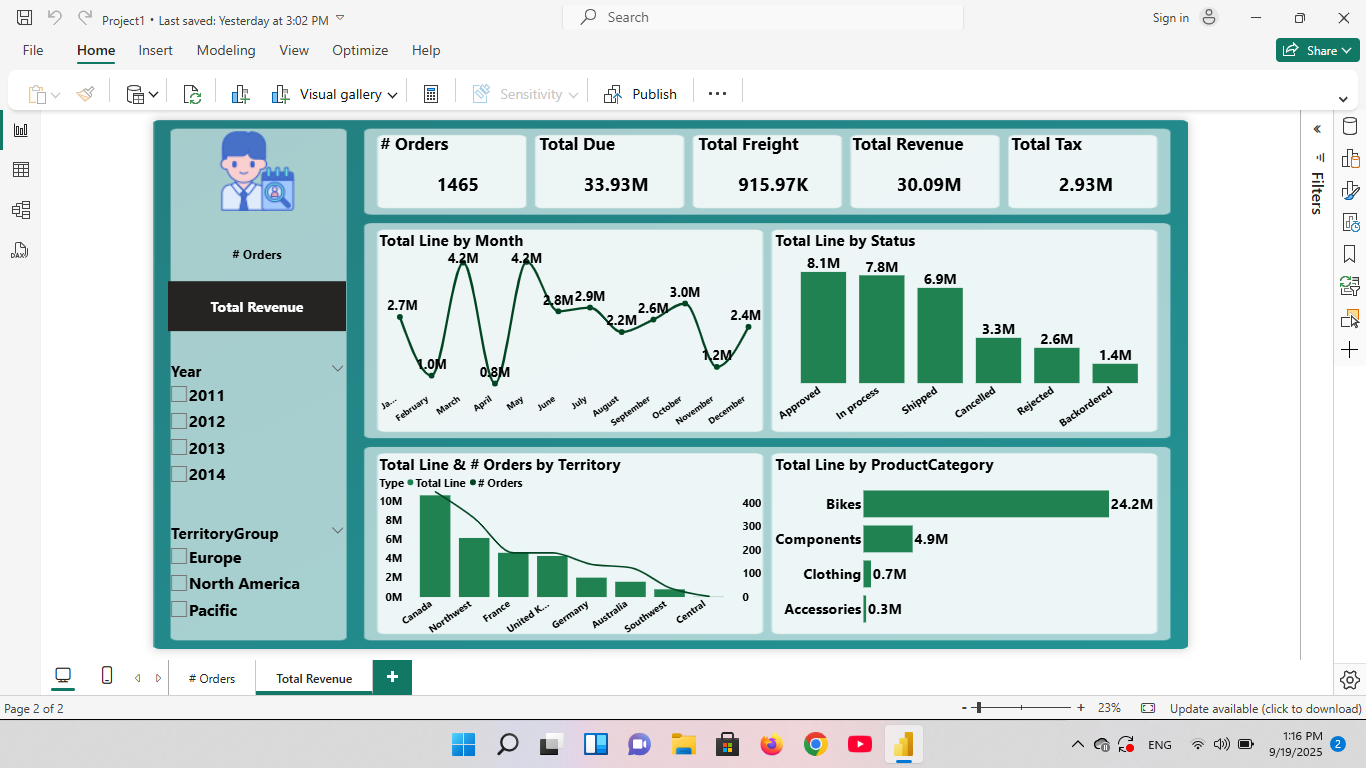 Project1 • Last saved: Yesterday at 3:02 PM
Search
Sign in
File Home Insert Modeling View Optimize Help
Share
Visual gallery
Sensitivity
Publish
# Orders
Total Revenue
Year
2011
2012
2013
2014
TerritoryGroup
Europe
North America
Pacific
# Orders
1465
Total Due
33.93M
Total Freight
915.97K
Total Revenue
30.09M
Total Tax
2.93M
Total Line by Month
2.7M 1.0M 4.2M 0.8M 4.2M 2.8M 2.9M 2.2M 2.6M 3.0M 1.2M 2.4M
Ja... February March April May June July August September October November December
Total Line by Status
8.1M 7.8M 6.9M 3.3M 2.6M 1.4M
Approved In process Shipped Cancelled Rejected Backordered
Total Line & # Orders by Territory
Type Total Line # Orders
10M
8M
6M
4M
2M
0M
400
300
200
100
0
Canada Northwest France United K... Germany Australia Southwest Central
Total Line by ProductCategory
Bikes 24.2M
Components 4.9M
Clothing 0.7M
Accessories 0.3M
Filters
DAX
# Orders
Total Revenue
Page 2 of 2
- + 23%
Update available (click to download)
ENG
1:16 PM
9/19/2025
2